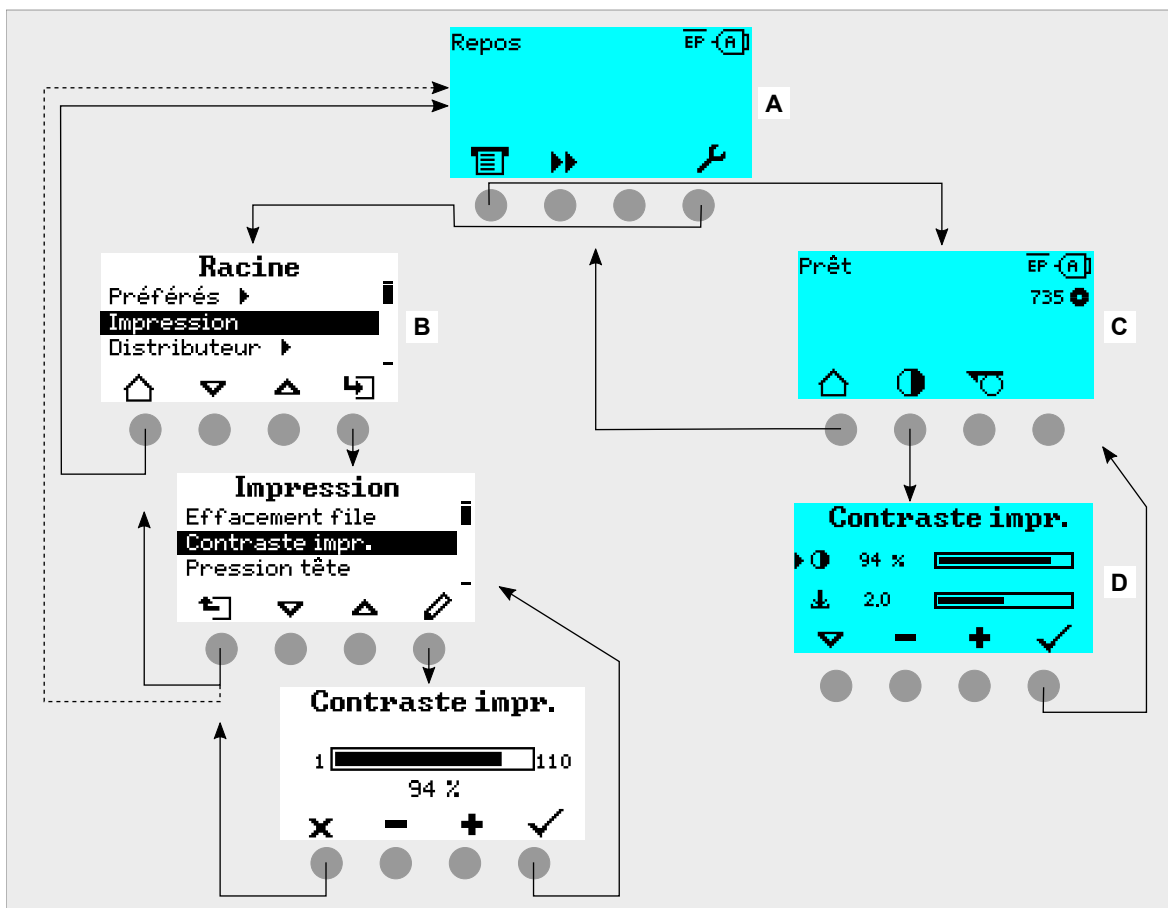 Repos
EP A
A
Racine
Préférés
Impression
Distributeur
B
Prêt
EP A
735
C
Impression
Effacement file
Contraste impr.
Pression tête
Contraste impr.
94 %
2.0
D
Contraste impr.
1 110
94 %